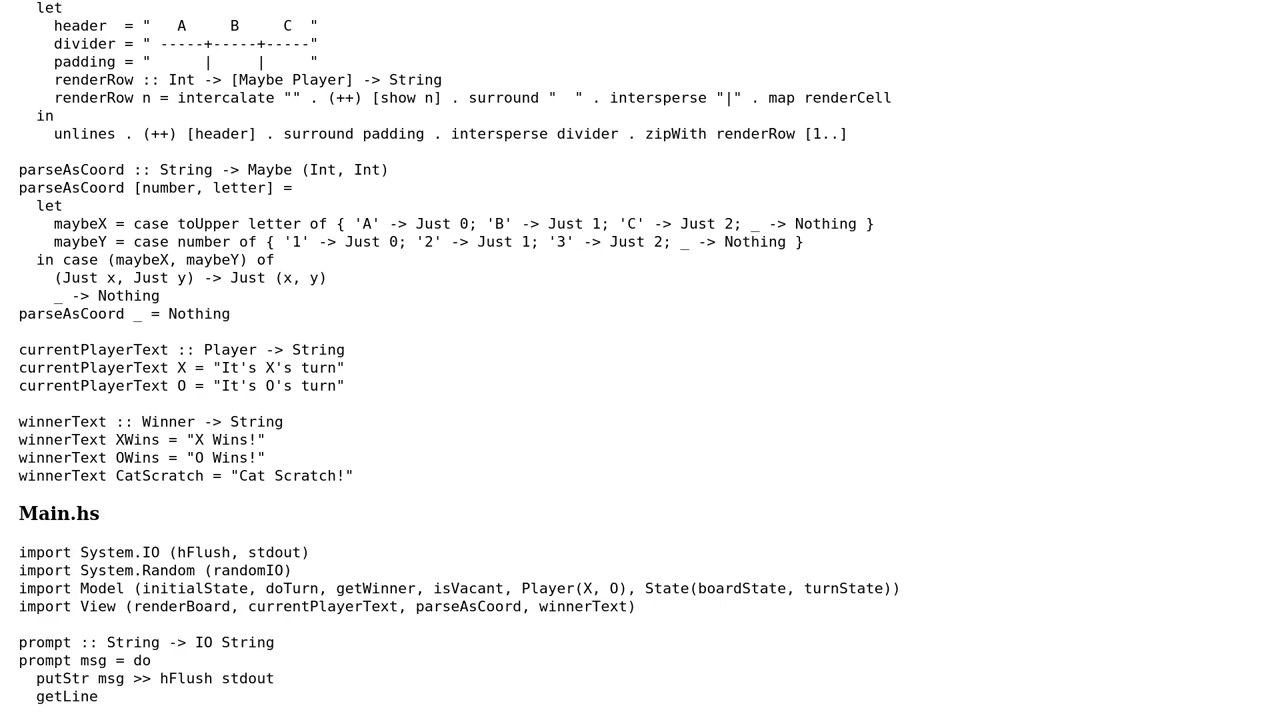 let
    header  = "   A     B     C  "
    divider = " -----+-----+-----"
    padding = "      |     |     "
    renderRow :: Int -> [Maybe Player] -> String
    renderRow n = intercalate "" . (++) [show n] . surround "  " . intersperse "|" . map renderCell
  in
    unlines . (++) [header] . surround padding . intersperse divider . zipWith renderRow [1..]

parseAsCoord :: String -> Maybe (Int, Int)
parseAsCoord [number, letter] =
  let
    maybeX = case toUpper letter of { 'A' -> Just 0; 'B' -> Just 1; 'C' -> Just 2; _ -> Nothing }
    maybeY = case number of { '1' -> Just 0; '2' -> Just 1; '3' -> Just 2; _ -> Nothing }
  in case (maybeX, maybeY) of
    (Just x, Just y) -> Just (x, y)
    _ -> Nothing
parseAsCoord _ = Nothing

currentPlayerText :: Player -> String
currentPlayerText X = "It's X's turn"
currentPlayerText O = "It's O's turn"

winnerText :: Winner -> String
winnerText XWins = "X Wins!"
winnerText OWins = "O Wins!"
winnerText CatScratch = "Cat Scratch!"

Main.hs

import System.IO (hFlush, stdout)
import System.Random (randomIO)
import Model (initialState, doTurn, getWinner, isVacant, Player(X, O), State(boardState, turnState))
import View (renderBoard, currentPlayerText, parseAsCoord, winnerText)

prompt :: String -> IO String
prompt msg = do
  putStr msg >> hFlush stdout
  getLine